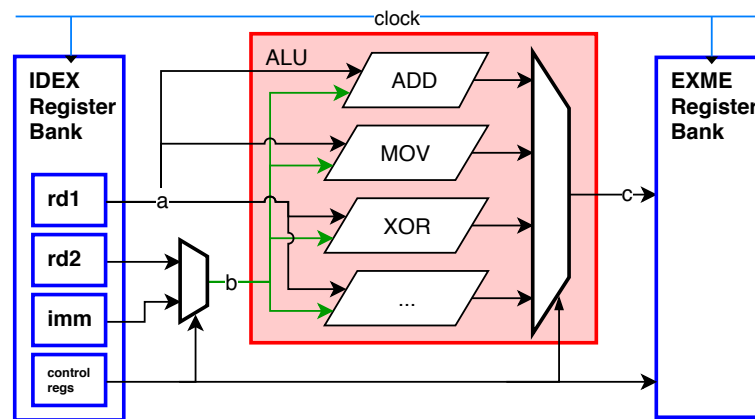 clock
IDEX
Register
Bank
ALU
ADD
EXME
Register
Bank
MOV
rd1
a
c
XOR
rd2
b
imm
...
control
regs